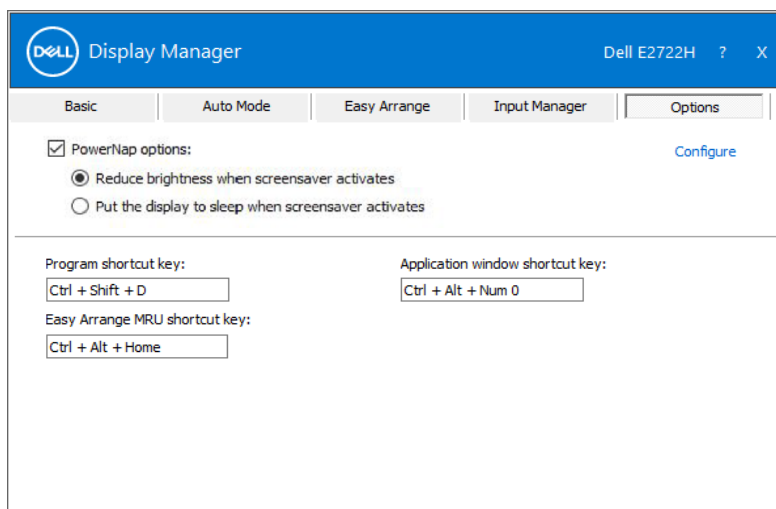 DELL Display Manager Dell E2722H ? X
Basic Auto Mode Easy Arrange Input Manager Options
PowerNap options: Configure
Reduce brightness when screensaver activates
Put the display to sleep when screensaver activates
Program shortcut key: Application window shortcut key:
Ctrl + Shift + D Ctrl + Alt + Num 0
Easy Arrange MRU shortcut key:
Ctrl + Alt + Home